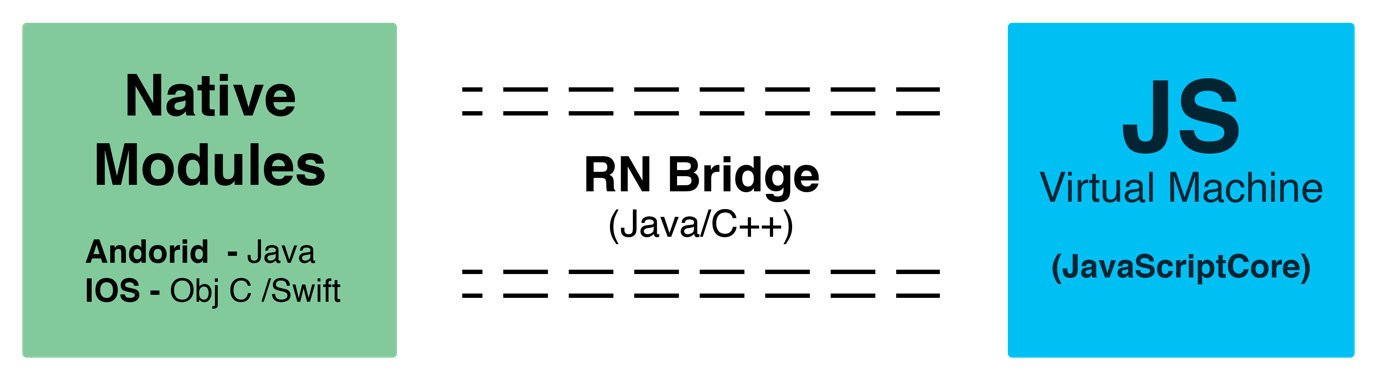 Native
Modules
Andorid - Java
IOS - Obj C /Swift
RN Bridge
(Java/C++)
JS
Virtual Machine
(JavaScriptCore)